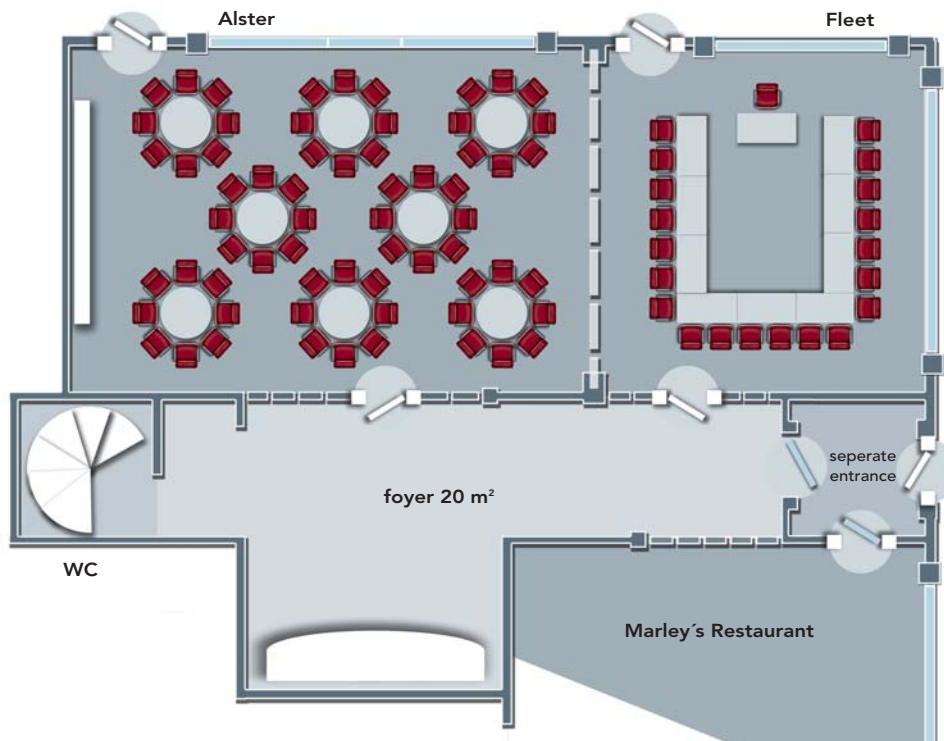 Alster
Fleet
seperate
entrance
foyer 20 m²
WC
Marley´s Restaurant